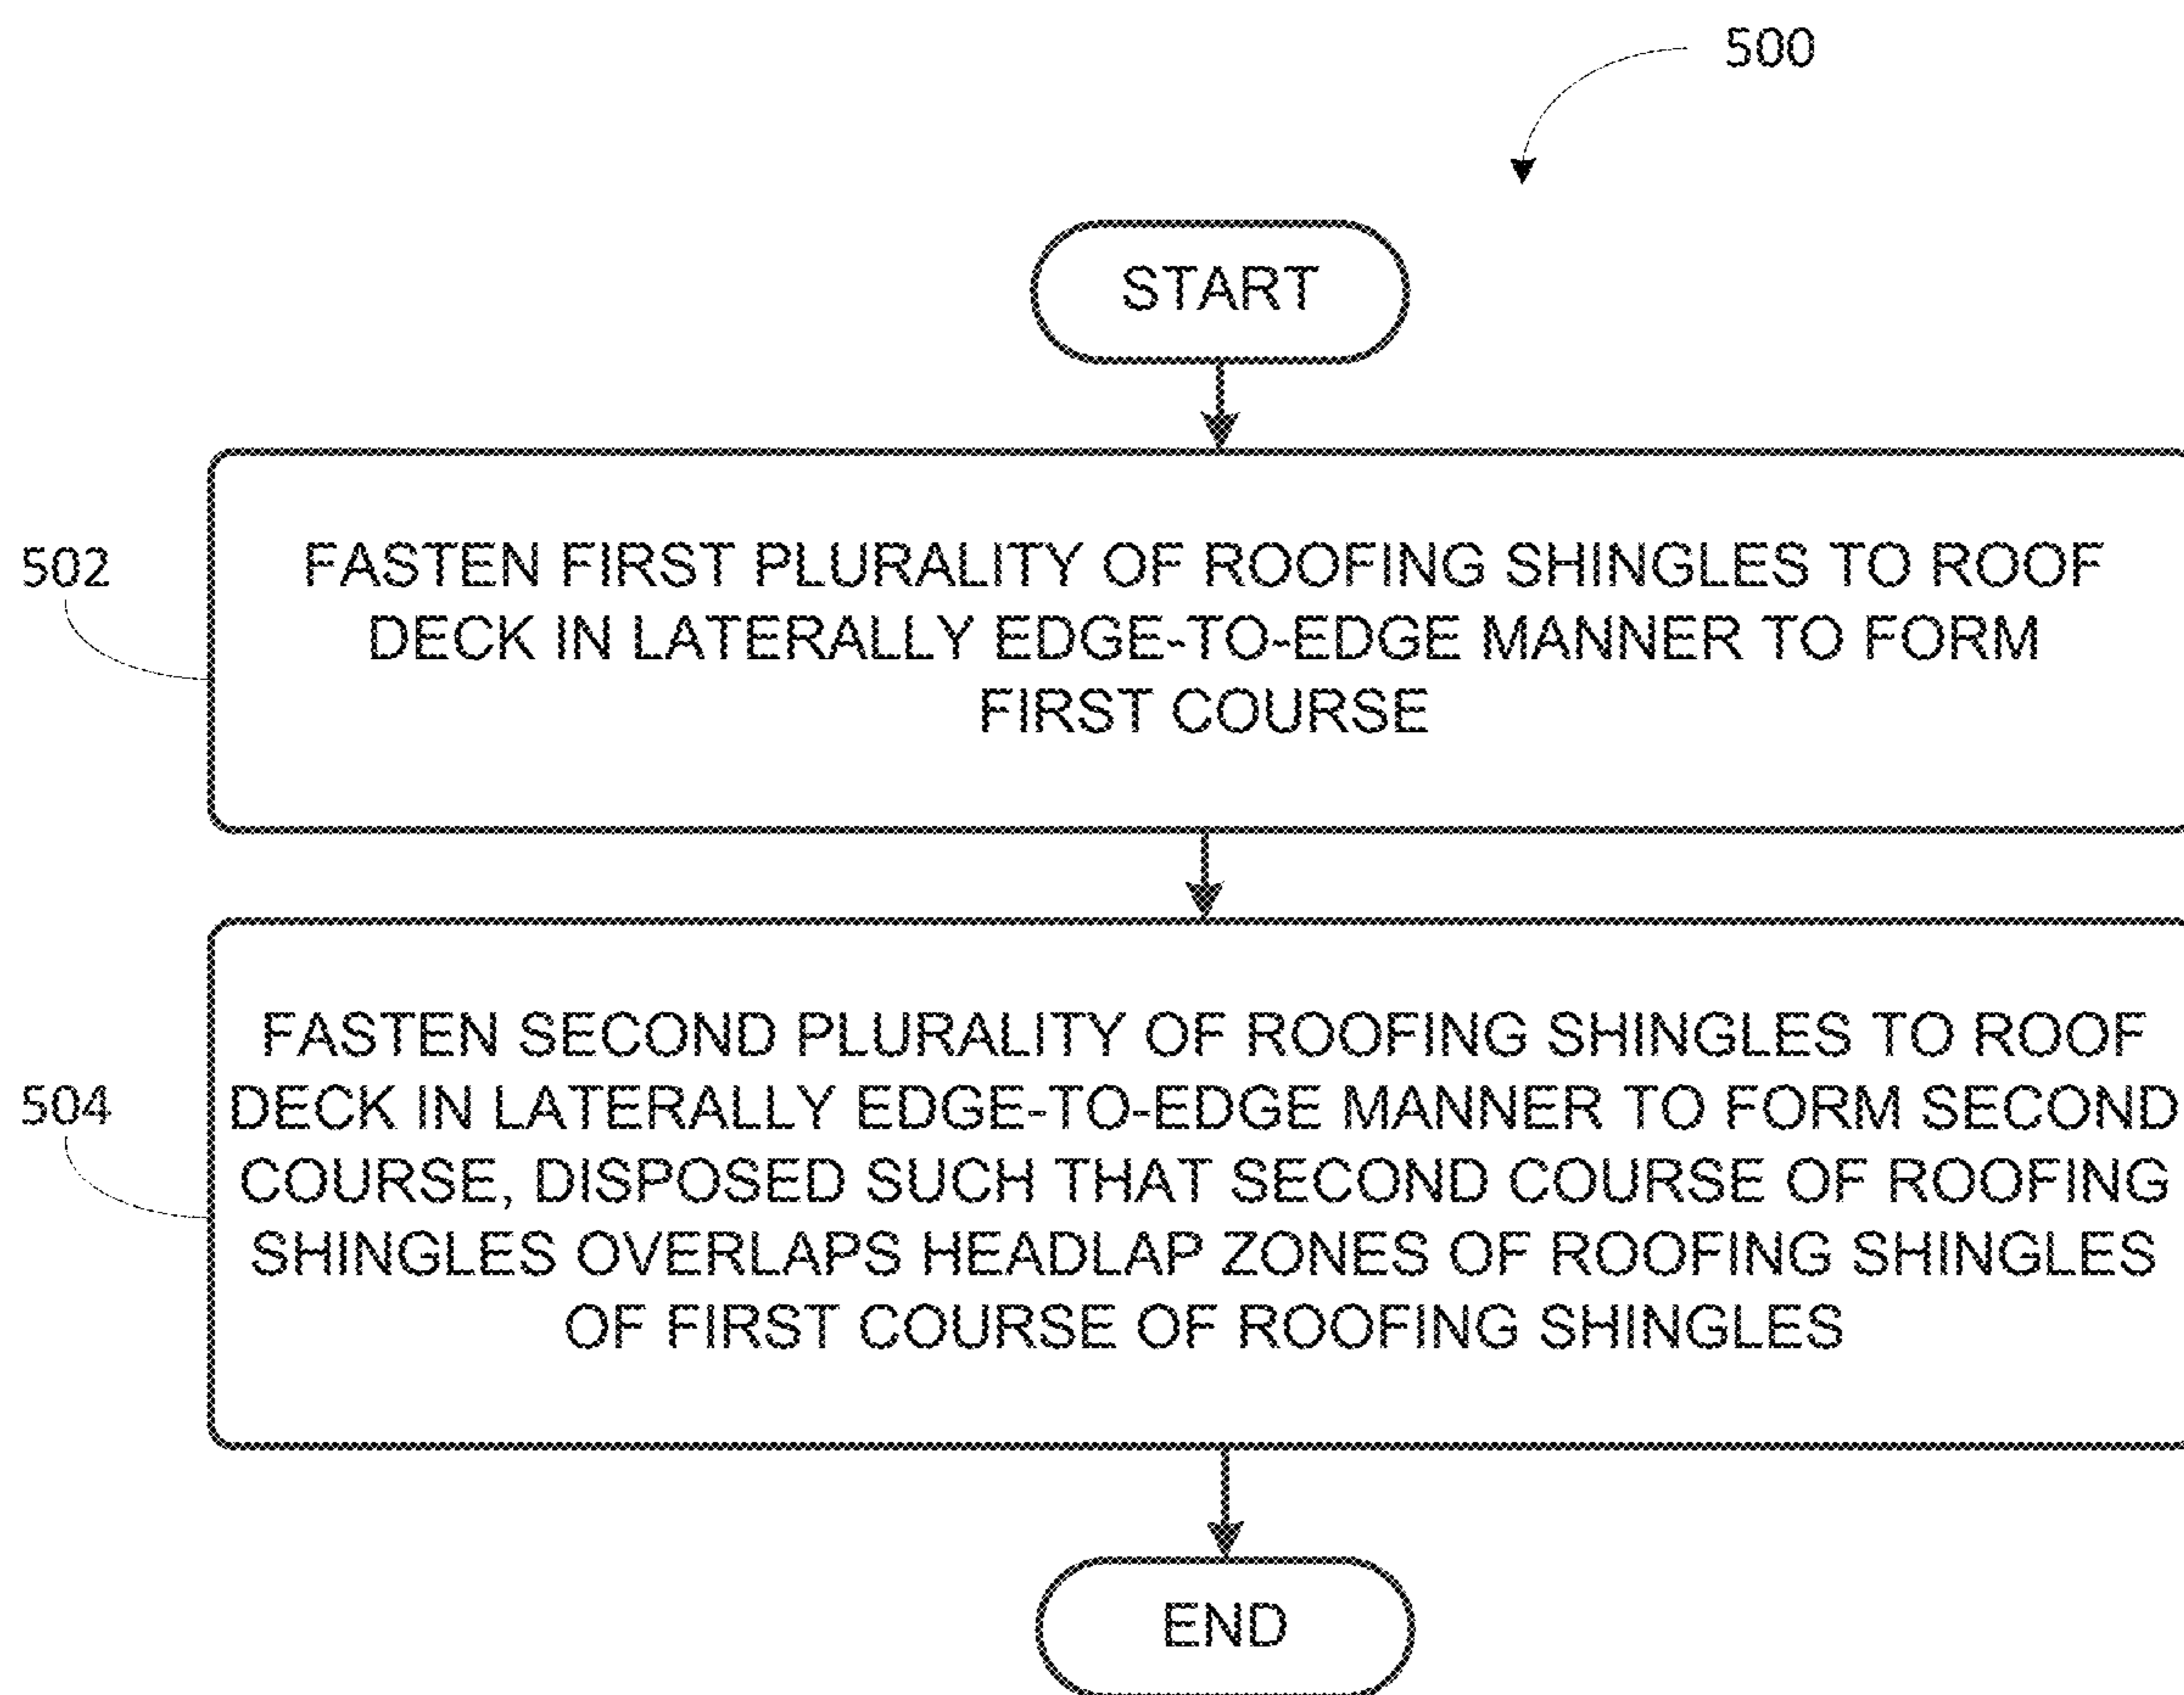 500
START
502
FASTEN FIRST PLURALITY OF ROOFING SHINGLES TO ROOF
DECK IN LATERALLY EDGE-TO-EDGE MANNER TO FORM
FIRST COURSE
504
FASTEN SECOND PLURALITY OF ROOFING SHINGLES TO ROOF
DECK IN LATERALLY EDGE-TO-EDGE MANNER TO FORM SECOND
COURSE, DISPOSED SUCH THAT SECOND COURSE OF ROOFING
SHINGLES OVERLAPS HEADLAP ZONES OF ROOFING SHINGLES
OF FIRST COURSE OF ROOFING SHINGLES
END